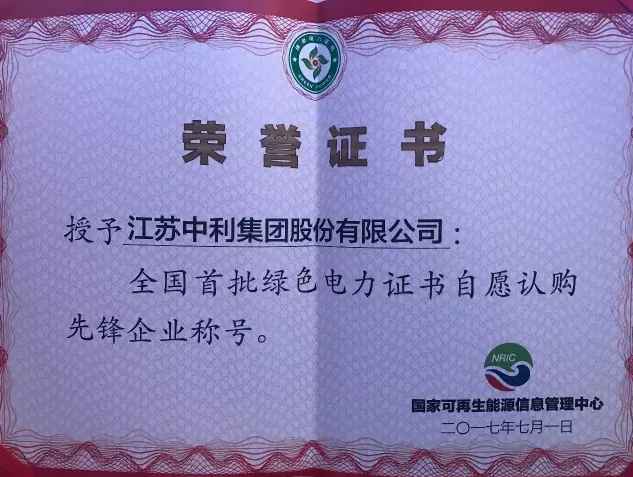 荣誉证书
授予江苏中利集团股份有限公司：
全国首批绿色电力证书自愿认购
先锋企业称号。
NRIC
国家可再生能源信息管理中心
二〇一七年七月一日